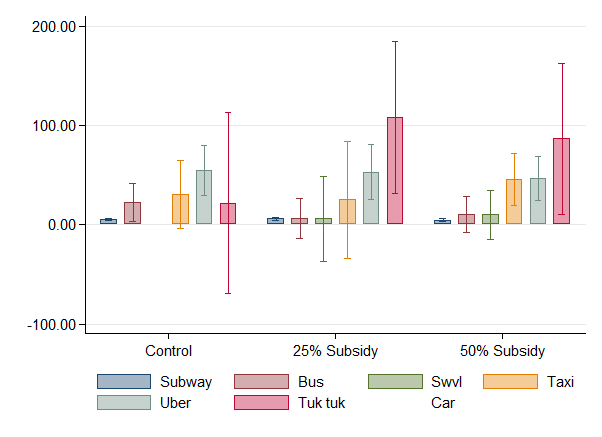 200.00
100.00
0.00
-100.00
Control 25% Subsidy 50% Subsidy
Subway Bus Swvl Taxi
Uber Tuk tuk Car